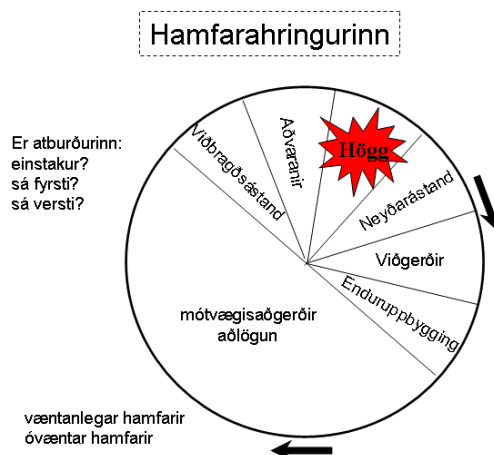 Hamfarahringurinn
Er atburðurinn:
einstakur?
sá fyrsti?
sá versti?
Viðbragðsástand
Aðvaranir
Högg
Neyðarástand
Viðgerðir
Enduruppbygging
mótvægisaðgerðir
aðlögun
væntanlegar hamfarir
óvæntar hamfarir